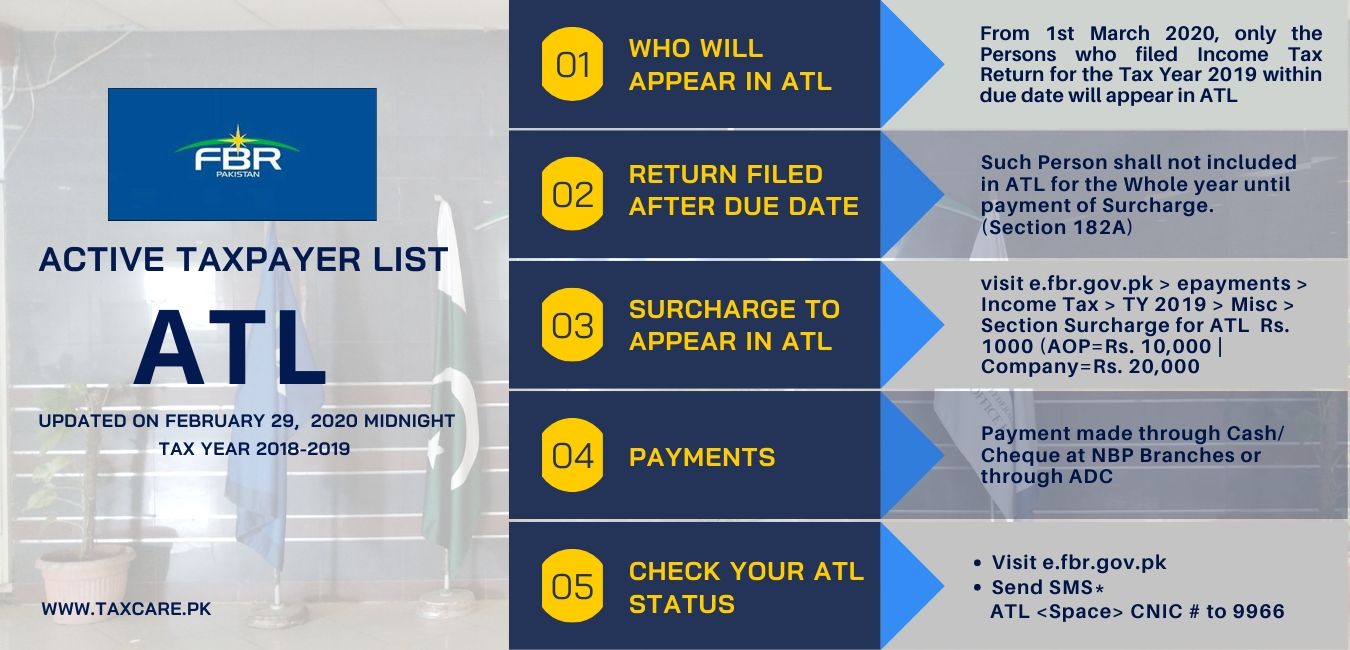 FBR
PAKISTAN
ACTIVE TAXPAYER LIST
ATL
UPDATED ON FEBRUARY 29, 2020 MIDNIGHT
TAX YEAR 2018-2019
WWW.TAXCARE.PK
01
WHO WILL
APPEAR IN ATL
From 1st March 2020, only the
Persons who filed Income Tax
Return for the Tax Year 2019 within
due date will appear in ATL
02
RETURN FILED
AFTER DUE DATE
Such Person shall not included
in ATL for the Whole year until
payment of Surcharge.
(Section 182A)
03
SURCHARGE TO
APPEAR IN ATL
visit e.fbr.gov.pk > epayments >
Income Tax > TY 2019 > Misc >
Section Surcharge for ATL Rs.
1000 (AOP=Rs. 10,000 |
Company=Rs. 20,000
04
PAYMENTS
Payment made through Cash/
Cheque at NBP Branches or
through ADC
05
CHECK YOUR ATL
STATUS
• Visit e.fbr.gov.pk
• Send SMS*
ATL <Space> CNIC # to 9966